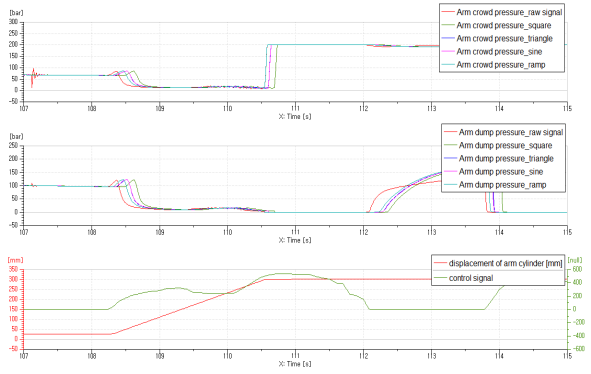 [bar]
300
250
200
150
100
50
0
-50
107 108 109 110 111 112 113 114 115
X: Time [s]
Arm crowd pressure_raw signal
Arm crowd pressure_square
Arm crowd pressure_triangle
Arm crowd pressure_sine
Arm crowd pressure_ramp
[bar]
250
200
150
100
50
0
-50
107 108 109 110 111 112 113 114 115
X: Time [s]
Arm dump pressure_raw signal
Arm dump pressure_square
Arm dump pressure_triangle
Arm dump pressure_sine
Arm dump pressure_ramp
[mm] [null]
350 600
300 400
250 200
200 0
150 -200
100 -400
50 -600
0
-50
107 108 109 110 111 112 113 114 115
X: Time [s]
displacement of arm cylinder [mm]
control signal